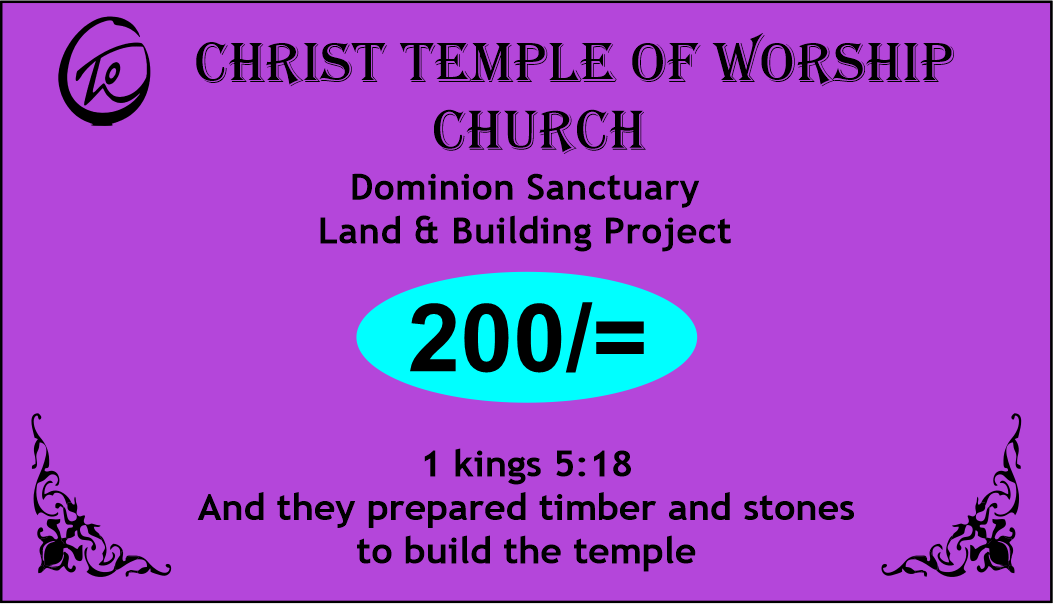 CHRIST TEMPLE OF WORSHIP
CHURCH
Dominion Sanctuary
Land & Building Project
200/=
1 kings 5:18
And they prepared timber and stones
to build the temple